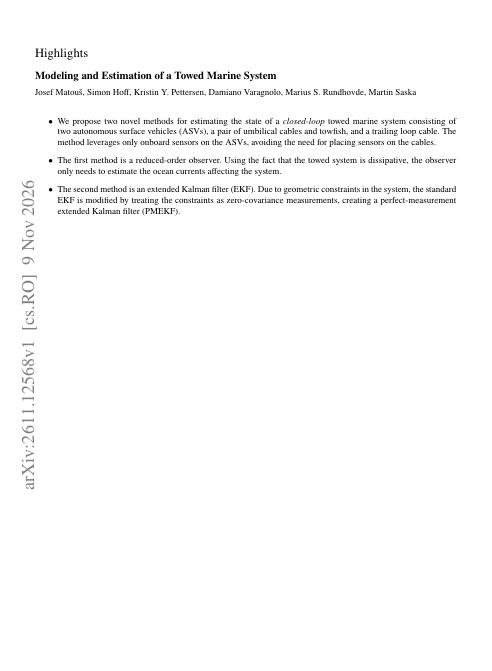 Highlights
Modeling and Estimation of a Towed Marine System
Josef Matouš, Simon Hoff, Kristin Y. Pettersen, Damiano Varagnolo, Marius S. Rundhovde, Martin Saska
• We propose two novel methods for estimating the state of a closed-loop towed marine system consisting of
two autonomous surface vehicles (ASVs), a pair of umbilical cables and towfish, and a trailing loop cable. The
method leverages only onboard sensors on the ASVs, avoiding the need for placing sensors on the cables.
• The first method is a reduced-order observer. Using the fact that the towed system is dissipative, the observer
only needs to estimate the ocean currents affecting the system.
• The second method is an extended Kalman filter (EKF). Due to geometric constraints in the system, the standard
EKF is modified by treating the constraints as zero-covariance measurements, creating a perfect-measurement
extended Kalman filter (PMEKF).
arXiv:2611.12568v1 [cs.RO] 9 Nov 2026